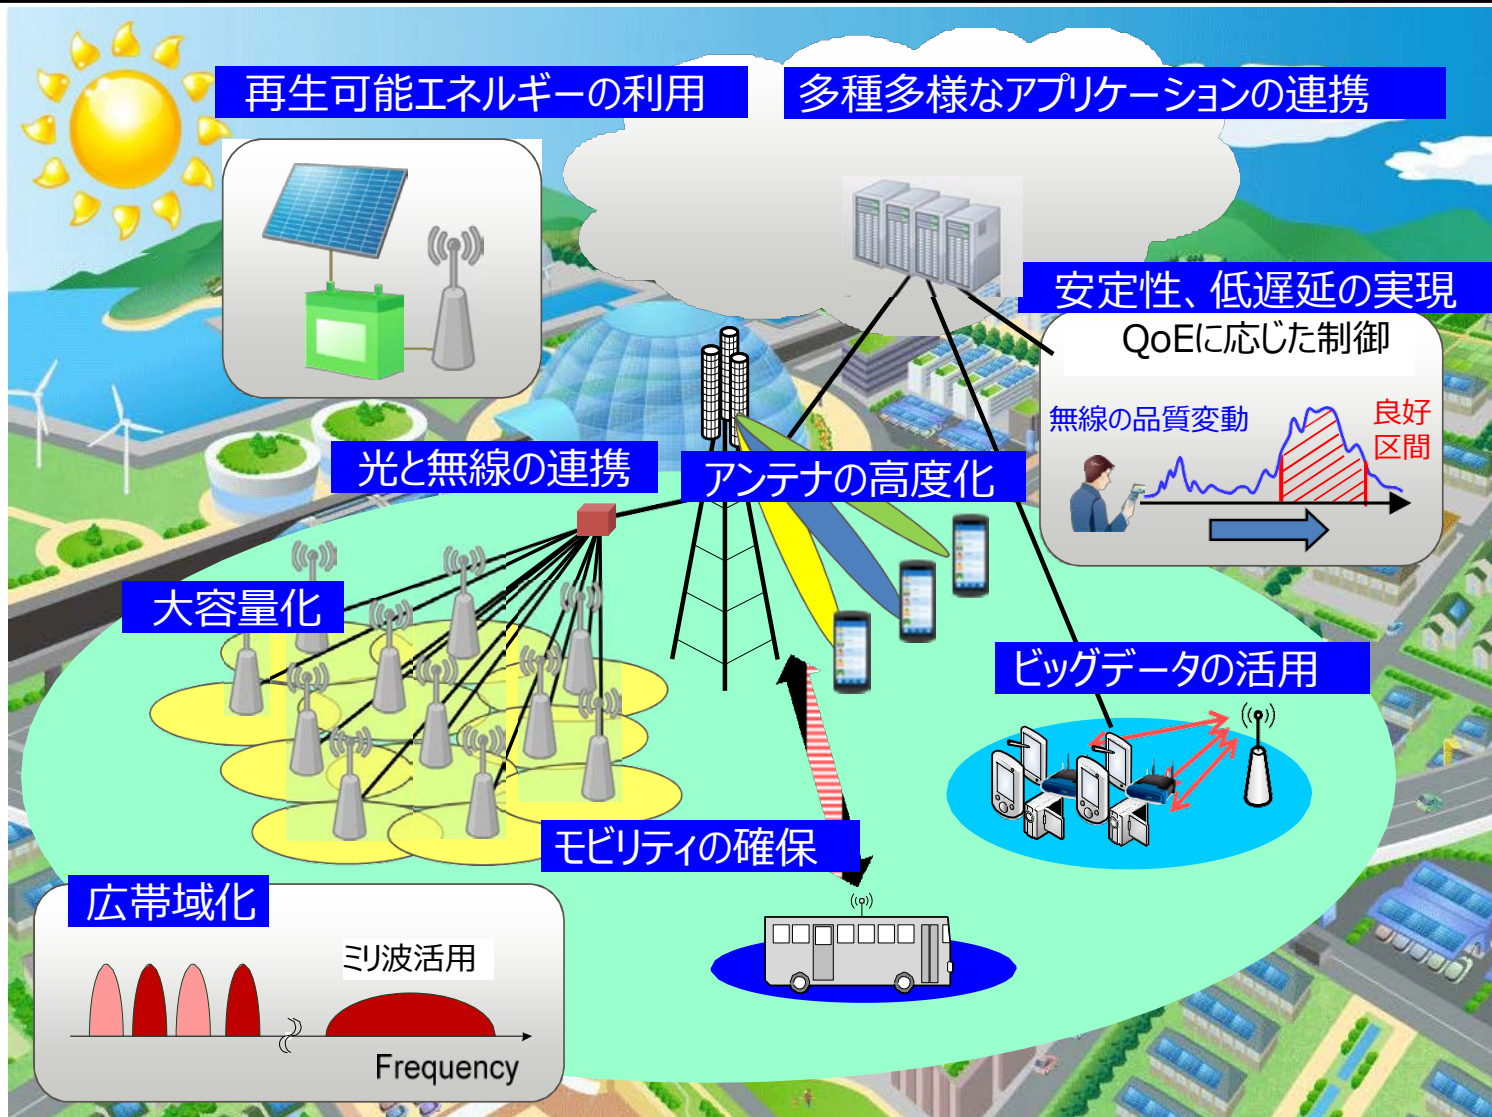 再生可能エネルギーの利用
多種多様なアプリケーションの連携
安定性、低遅延の実現
QoEに応じた制御
無線の品質変動
良好
区間
光と無線の連携
アンテナの高度化
大容量化
ビッグデータの活用
モビリティの確保
広帯域化
ミリ波活用
Frequency